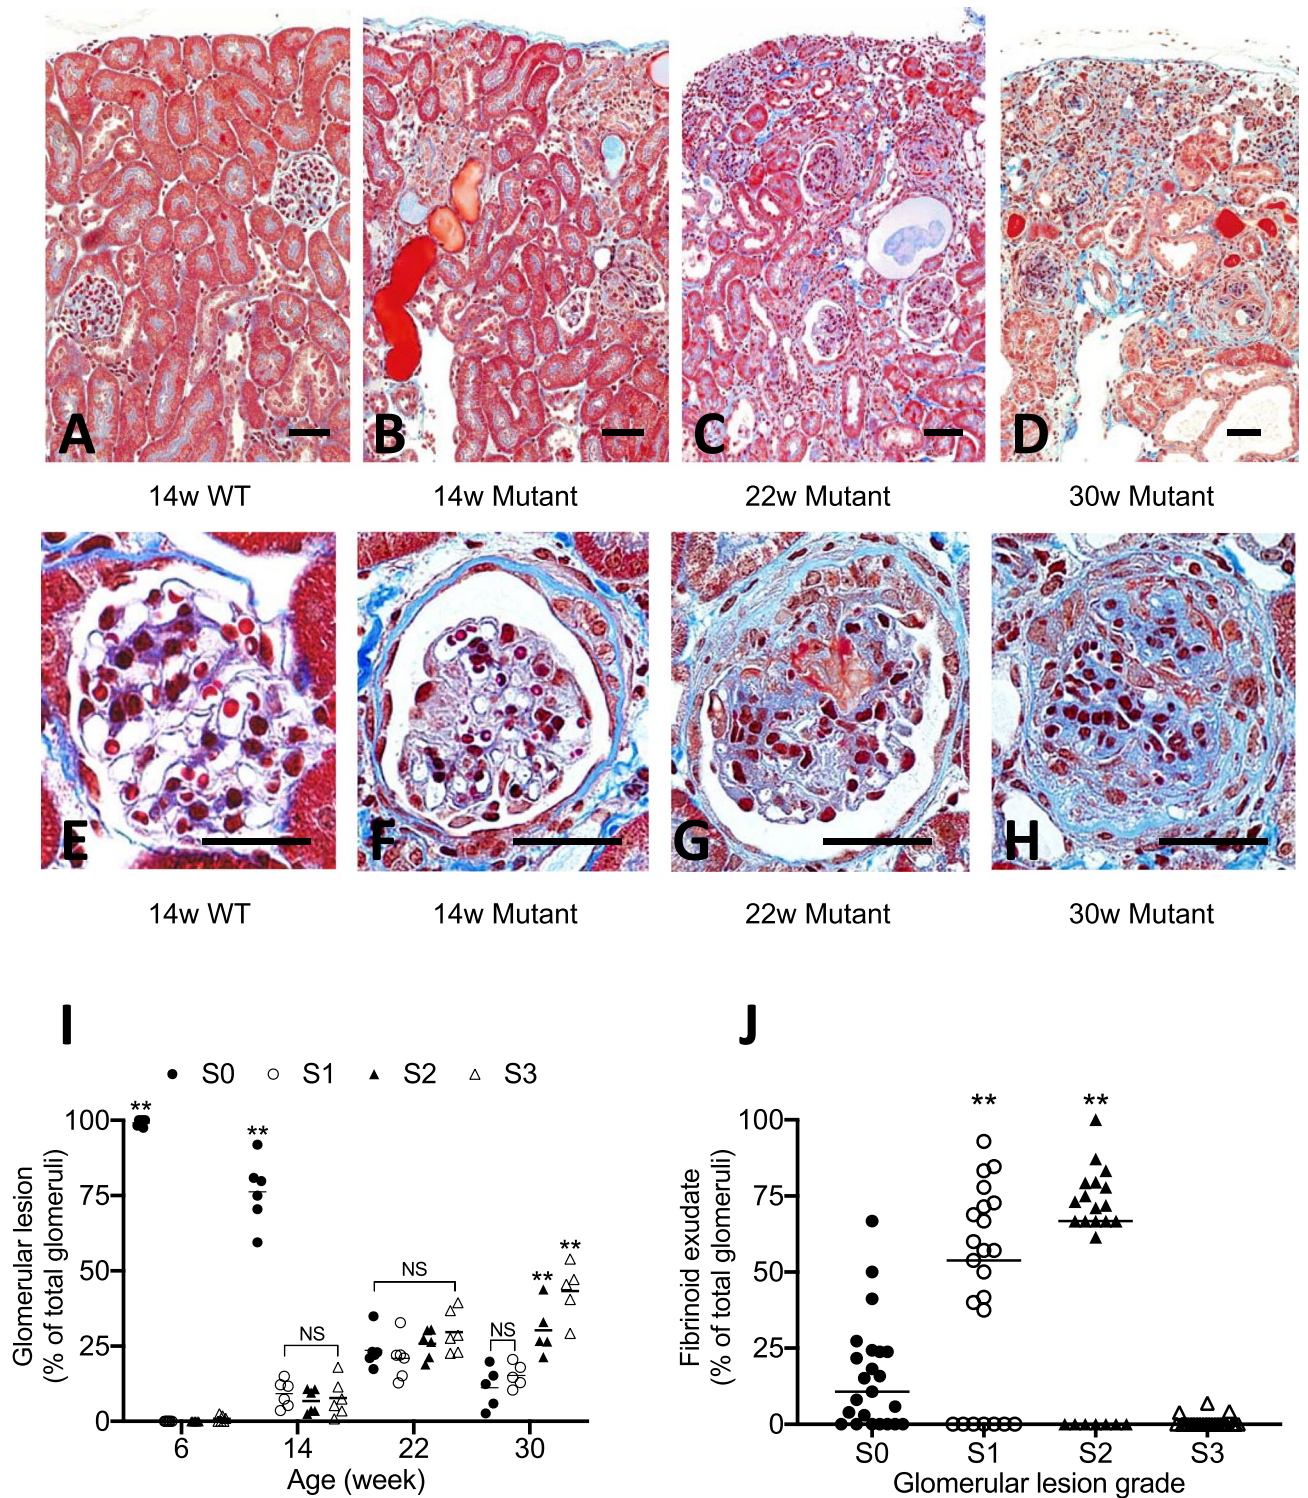 A B C D
14w WT 14w Mutant 22w Mutant 30w Mutant
E F G H
14w WT 14w Mutant 22w Mutant 30w Mutant
I
S0 S1 S2 S3
Glomerular lesion
(% of total glomeruli)
100
75
50
25
0
** **
NS
NS
NS
** **
6 14 22 30
Age (week)
J
Fibrinoid exudate
(% of total glomeruli)
100
75
50
25
0
** **
S0 S1 S2 S3
Glomerular lesion grade